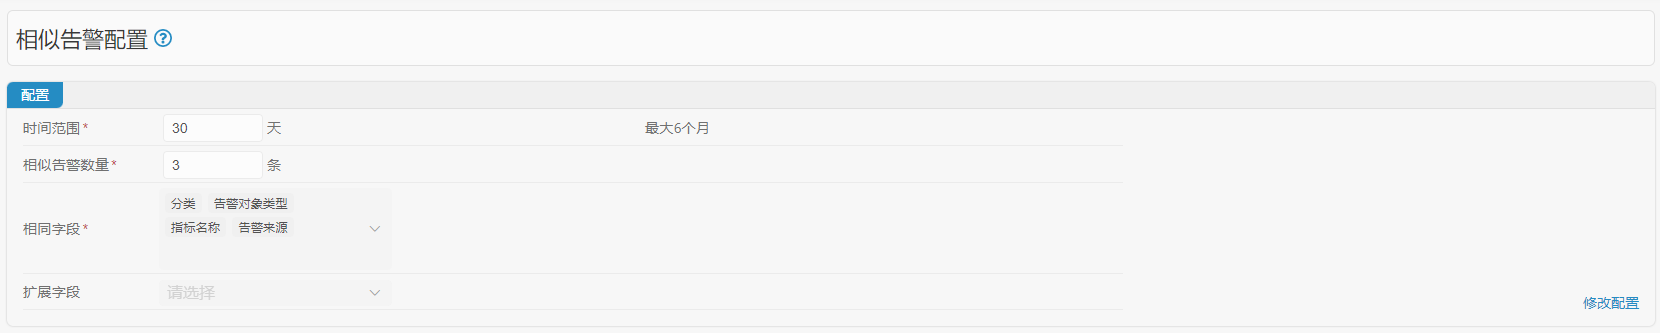 相似告警配置
配置
时间范围* 30 天 最大6个月
相似告警数量* 3 条
分类 告警对象类型
相同字段* 指标名称 告警来源
扩展字段 请选择
修改配置